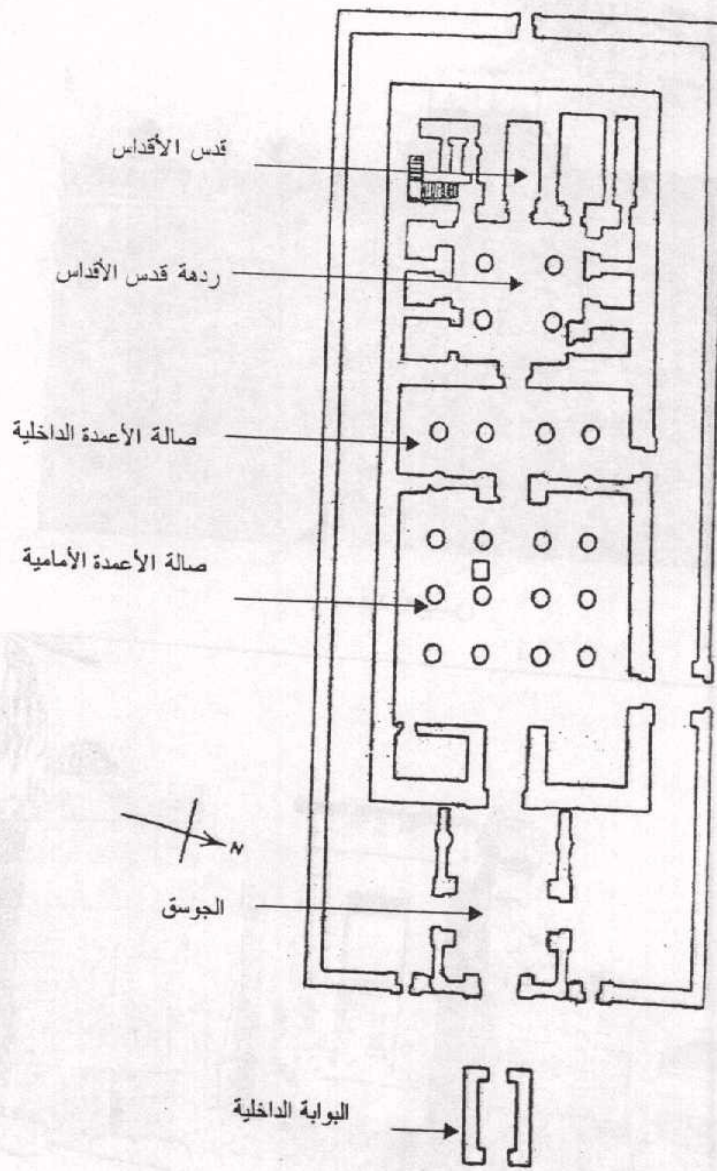 قدس الأقداس
ردهة قدس الأقداس
صالة الأعمدة الداخلية
صالة الأعمدة الأمامية
N
الجوسق
البوابة الداخلية